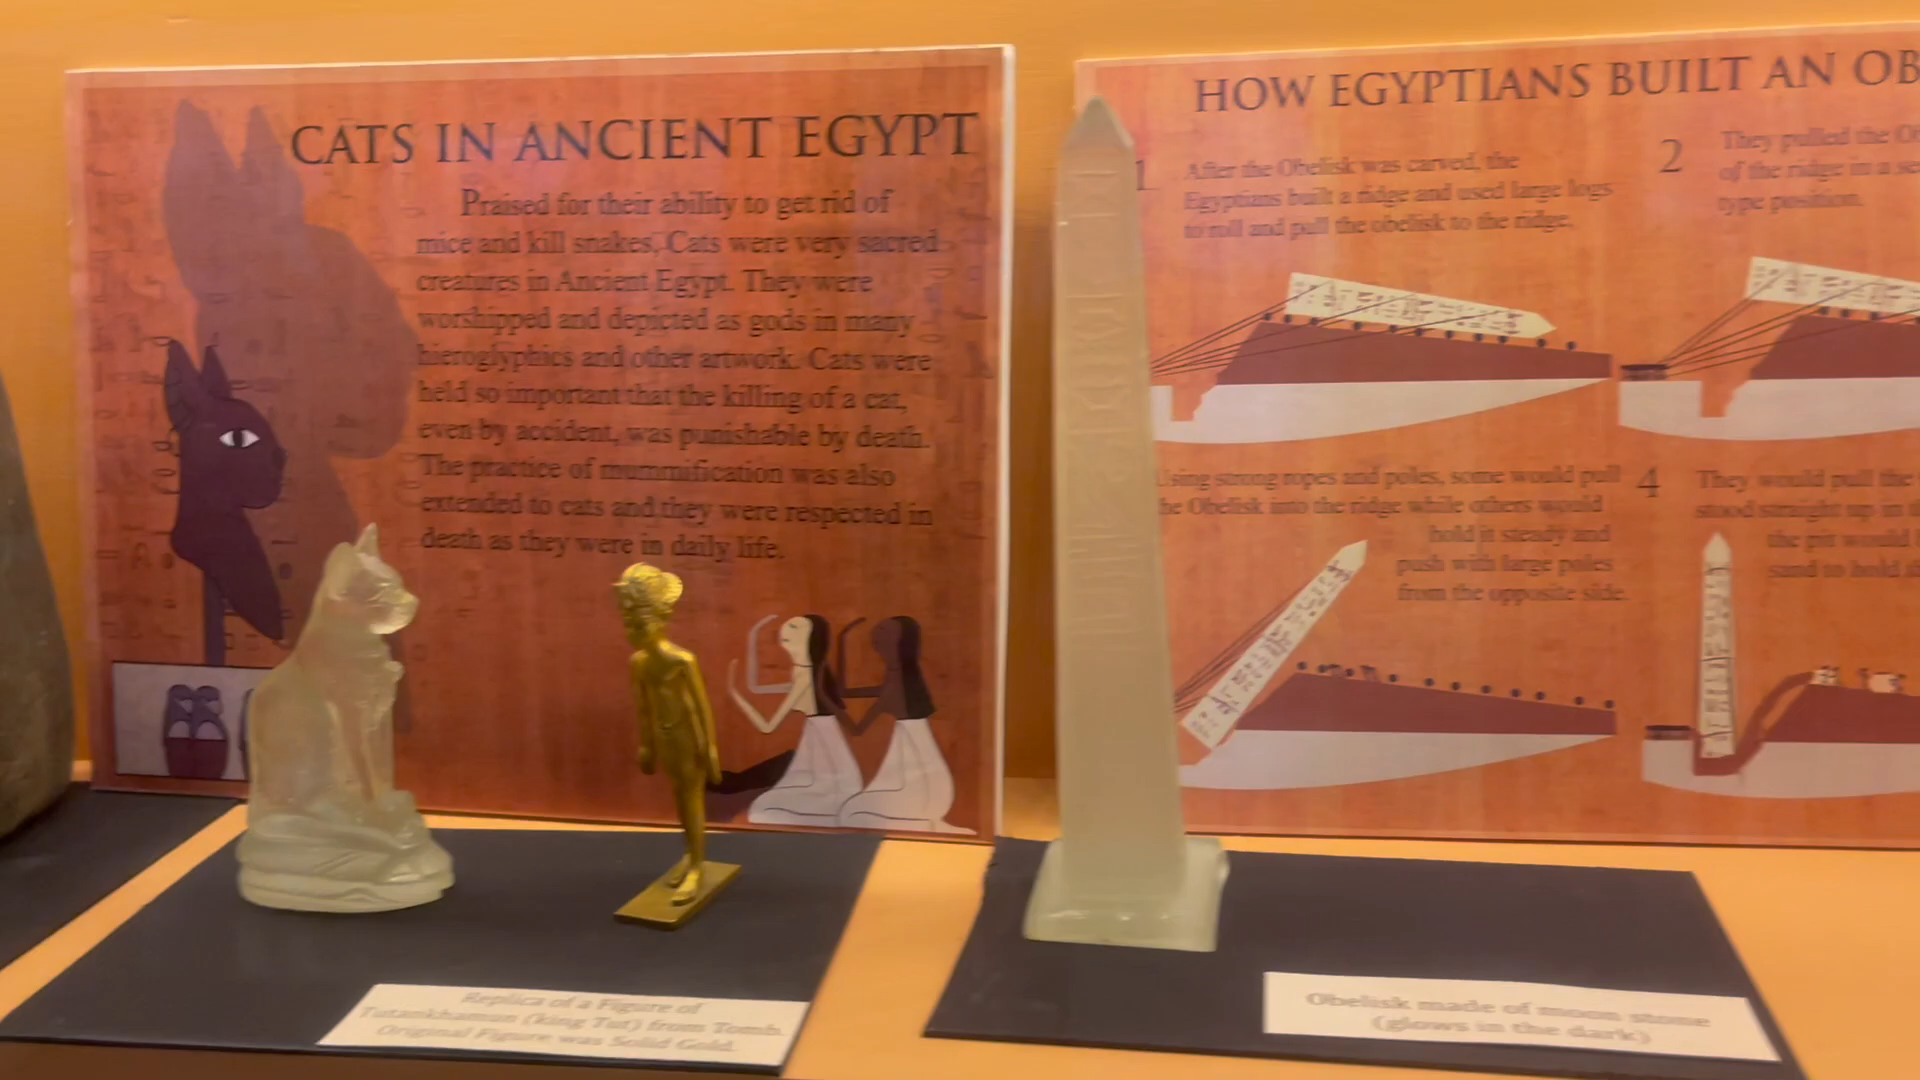 CATS IN ANCIENT EGYPT
Praised for their ability to get rid of
mice and kill snakes, Cats were very sacred
creatures in Ancient Egypt. They were
worshipped and depicted as gods in many
hieroglyphics and other artwork. Cats were
held so important that the killing of a cat,
even by accident, was punishable by death.
The practice of mummification was also
extended to cats and they were respected in
death as they were in daily life.
Replica of a Figure of
Tutankhamun (king Tut) from Tomb.
Original Figure was Solid Gold.
HOW EGYPTIANS BUILT AN OB
1
After the Obelisk was carved, the
Egyptians built a ridge and used large logs
to roll and pull the obelisk to the ridge.
2
They pulled the Ob
of the ridge in a se
type position.
sing strong ropes and poles, some would pull
he Obelisk into the ridge while others would
hold it steady and
push with large poles
from the opposite side.
4
They would pull the
stood straight up in
the pit would
sand to hold
Obelisk made of moon stone
(glows in the dark)